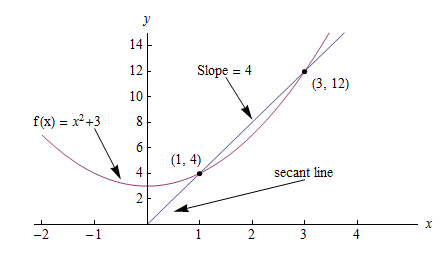 y
14
12
10
8
6
4
2
Slope = 4
(3, 12)
f(x) = x²+3
(1, 4)
secant line
−2 −1 1 2 3 4 x